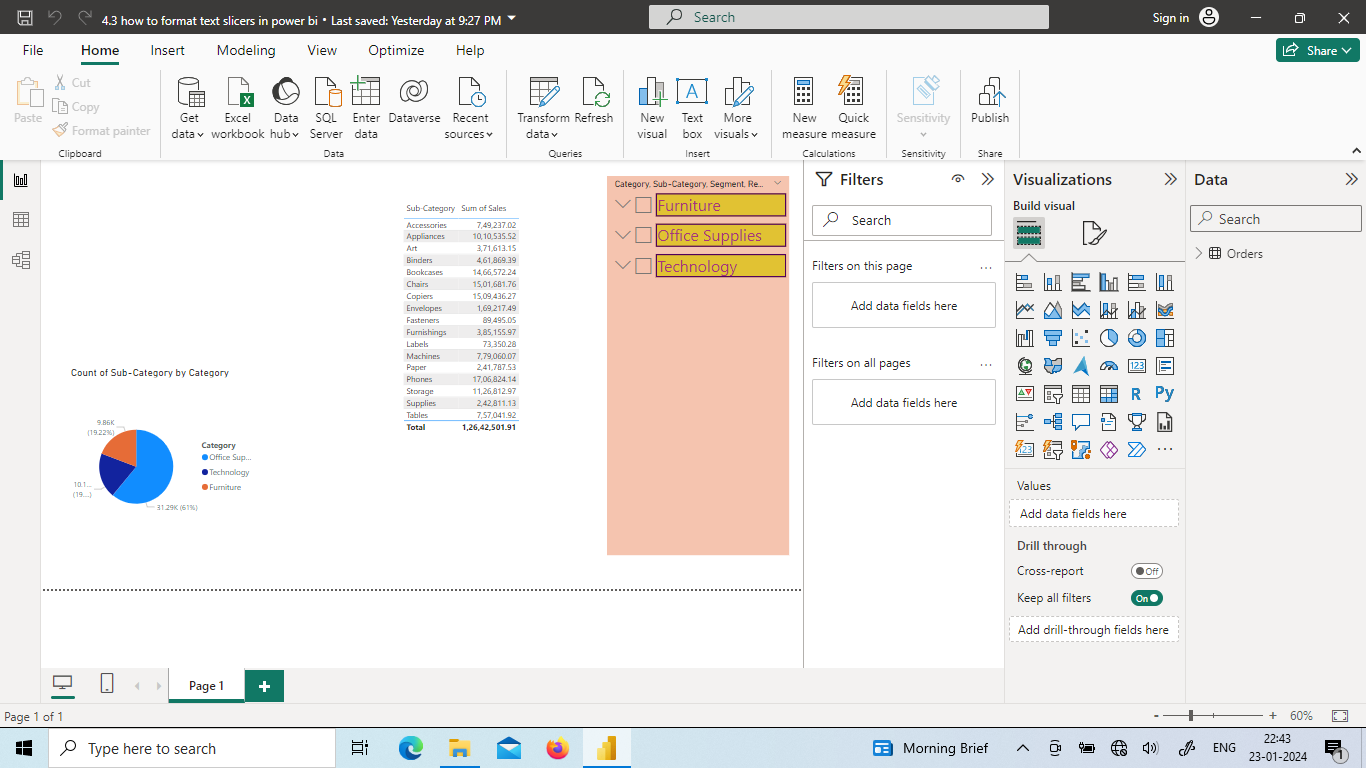 4.3 how to format text slicers in power bi • Last saved: Yesterday at 9:27 PM
Search
Sign in
File Home Insert Modeling View Optimize Help
Share
Paste
Cut
Copy
Format painter
Clipboard
Get data
Excel workbook
Data hub
SQL Server
Enter data
Dataverse
Recent sources
Data
Transform data
Refresh
Queries
New visual
Text box
More visuals
Insert
New measure
Quick measure
Calculations
Sensitivity
Sensitivity
Publish
Share
Sub-Category Sum of Sales
Accessories 7,49,237.02
Appliances 10,10,535.52
Art 3,71,613.15
Binders 4,61,869.39
Bookcases 14,66,572.24
Chairs 15,01,681.76
Copiers 15,09,436.27
Envelopes 1,69,217.49
Fasteners 89,495.05
Furnishings 3,85,155.97
Labels 73,350.28
Machines 7,79,060.07
Paper 2,41,787.53
Phones 17,06,824.14
Storage 11,26,812.97
Supplies 2,42,811.13
Tables 7,57,041.92
Total 1,26,42,501.91
Category, Sub-Category, Segment, Re...
Furniture
Office Supplies
Technology
Count of Sub-Category by Category
9.86K
(19.22%)
10.1...
(19....)
31.29K (61%)
Category
Office Sup...
Technology
Furniture
Filters
Search
Filters on this page ...
Add data fields here
Filters on all pages ...
Add data fields here
Visualizations
Build visual
123
R Py
123
...
Values
Add data fields here
Drill through
Cross-report Off
Keep all filters On
Add drill-through fields here
Data
Search
Orders
Page 1
+
Page 1 of 1
- + 60%
Type here to search
Morning Brief
ENG
22:43
23-01-2024
1